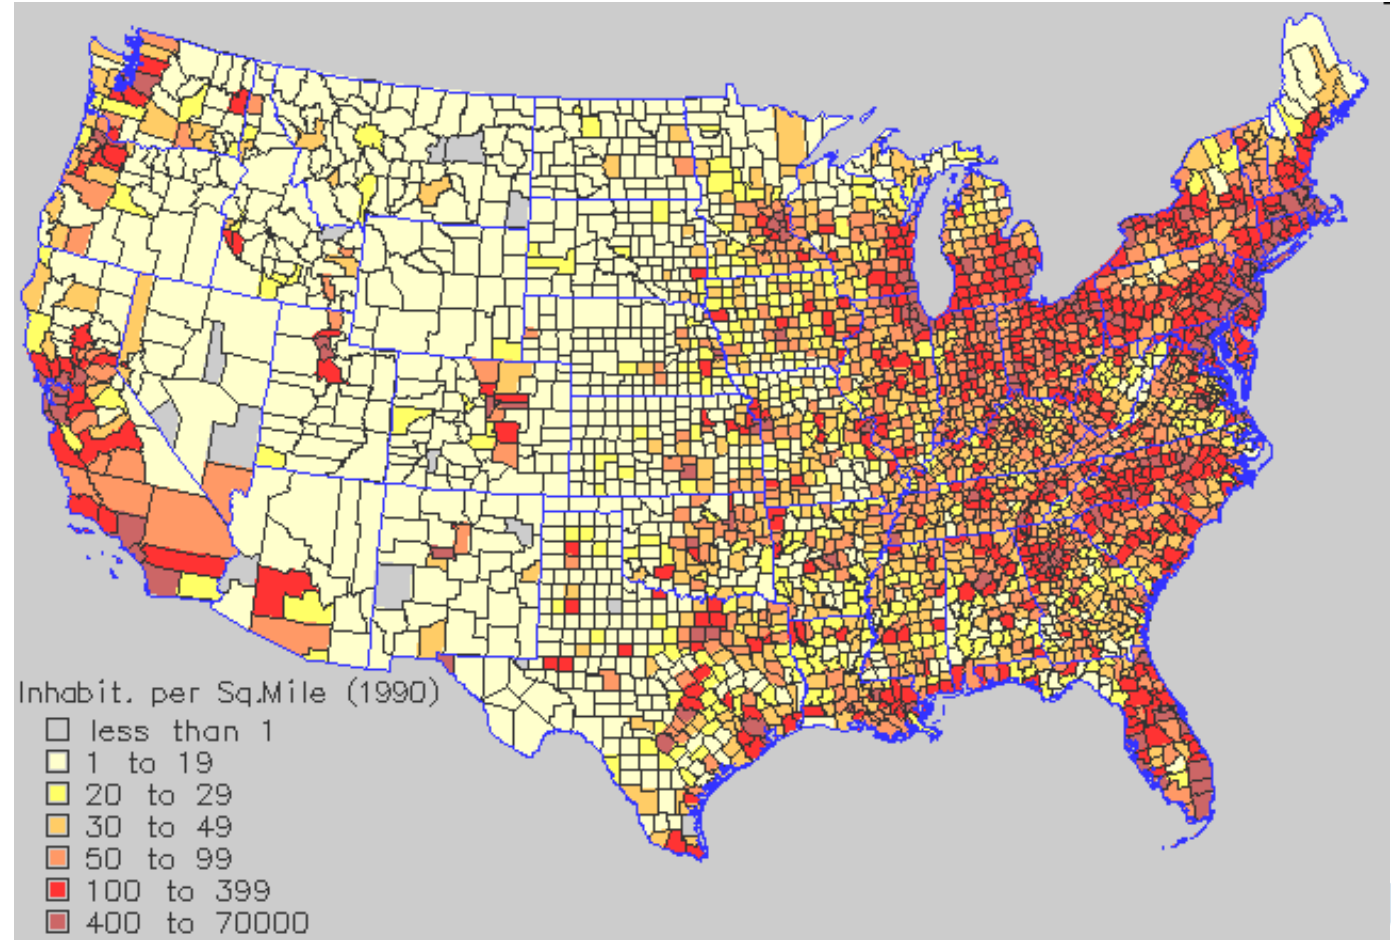 Inhabit. per Sq.Mile (1990)
less than 1
1 to 19
20 to 29
30 to 49
50 to 99
100 to 399
400 to 70000